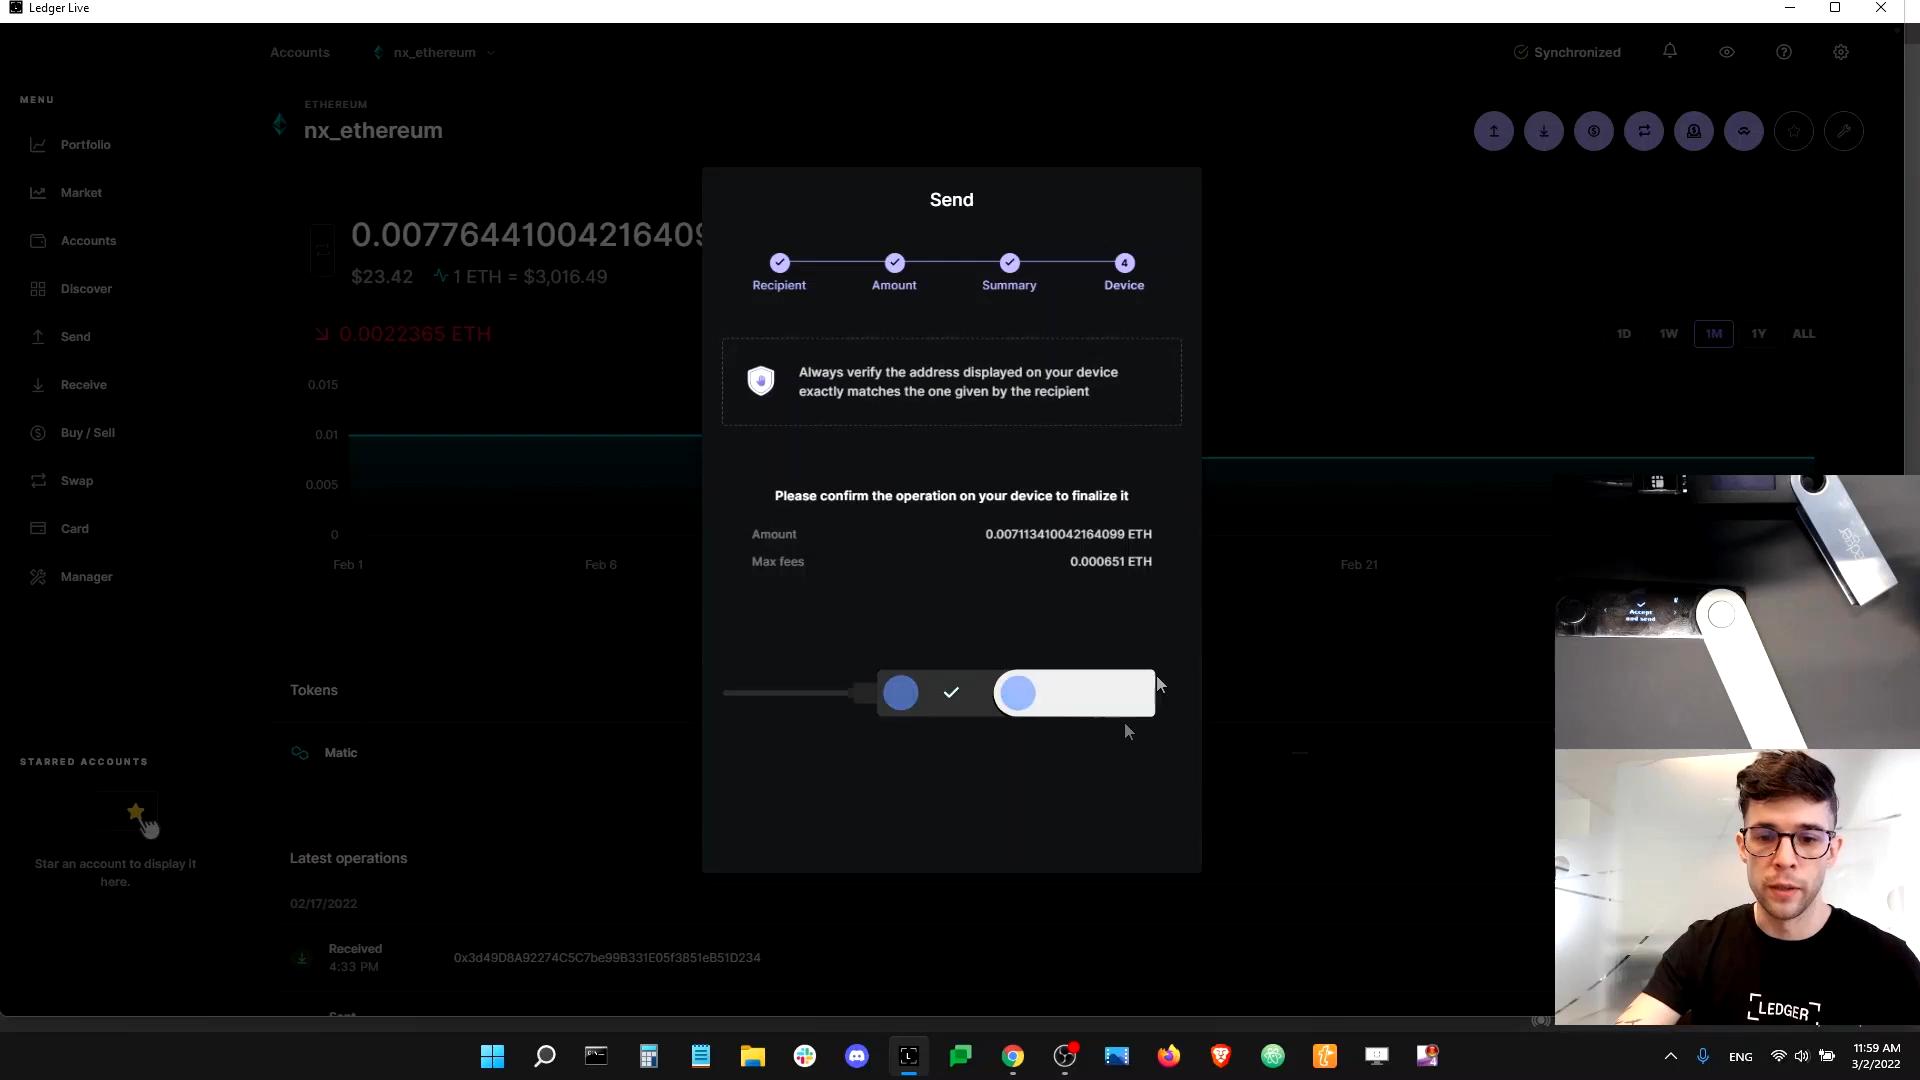 Ledger Live
Accounts
nx_ethereum
Synchronized
MENU
Portfolio
Market
Accounts
Discover
Send
Receive
Buy / Sell
Swap
Card
Manager
STARRED ACCOUNTS
Star an account to display it
here.
ETHEREUM
nx_ethereum
$23.42
1 ETH = $3,016.49
0.0022365 ETH
1D
1W
1M
1Y
ALL
0.015
0.01
0.005
0
Feb 1
Feb 6
Feb 21
Tokens
Matic
Latest operations
02/17/2022
Received
4:33 PM
0x3d49D8A92274C5C7be99B331E05f3851eB51D234
Send
Recipient
Amount
Summary
4
Device
Always verify the address displayed on your device
exactly matches the one given by the recipient
Please confirm the operation on your device to finalize it
Amount
0.007113410042164099 ETH
Max fees
0.000651 ETH
Accept
and send
LEDGER
ENG
11:59 AM
3/2/2022